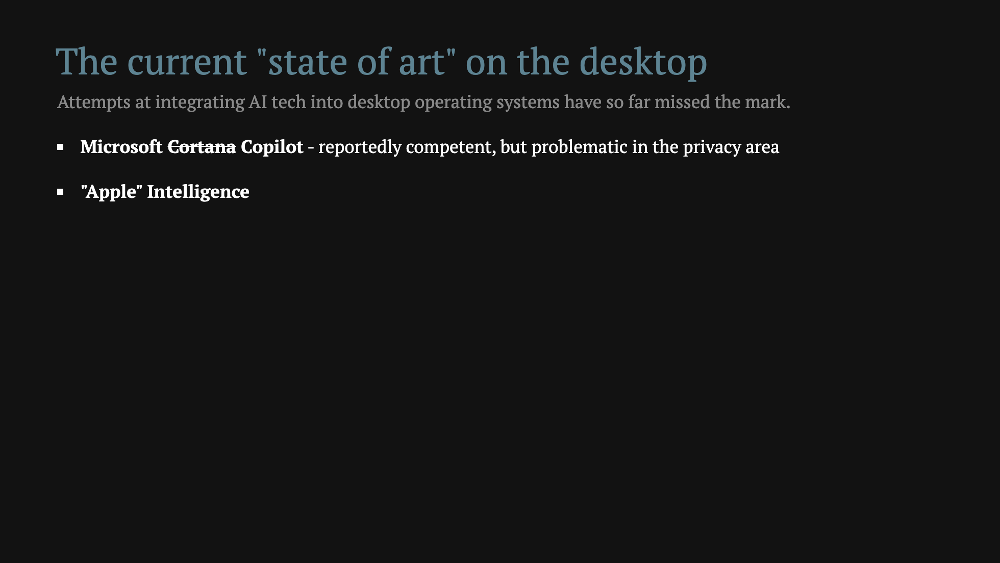 The current "state of art" on the desktop
Attempts at integrating AI tech into desktop operating systems have so far missed the mark.
▪ Microsoft Cortana Copilot - reportedly competent, but problematic in the privacy area
▪ "Apple" Intelligence